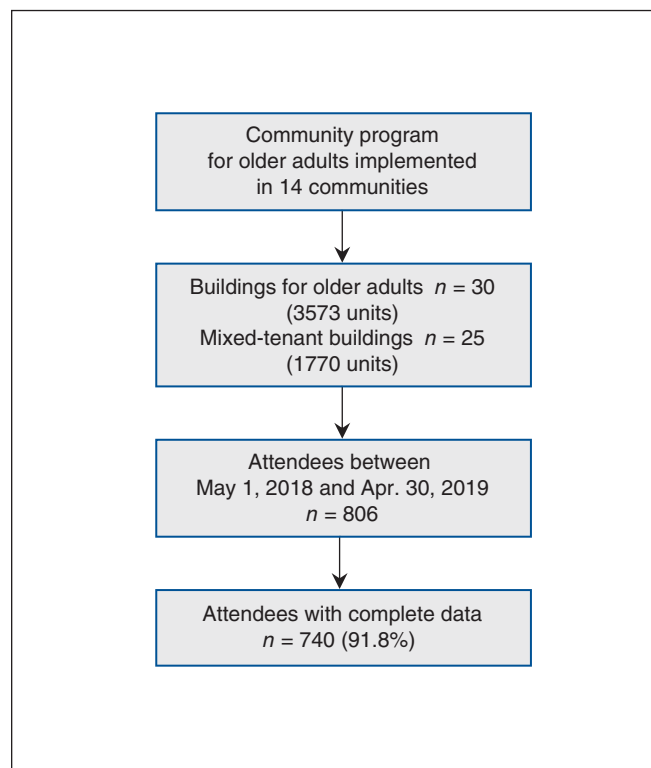 Community program
for older adults implemented
in 14 communities
Buildings for older adults n = 30
(3573 units)
Mixed-tenant buildings n = 25
(1770 units)
Attendees between
May 1, 2018 and Apr. 30, 2019
n = 806
Attendees with complete data
n = 740 (91.8%)